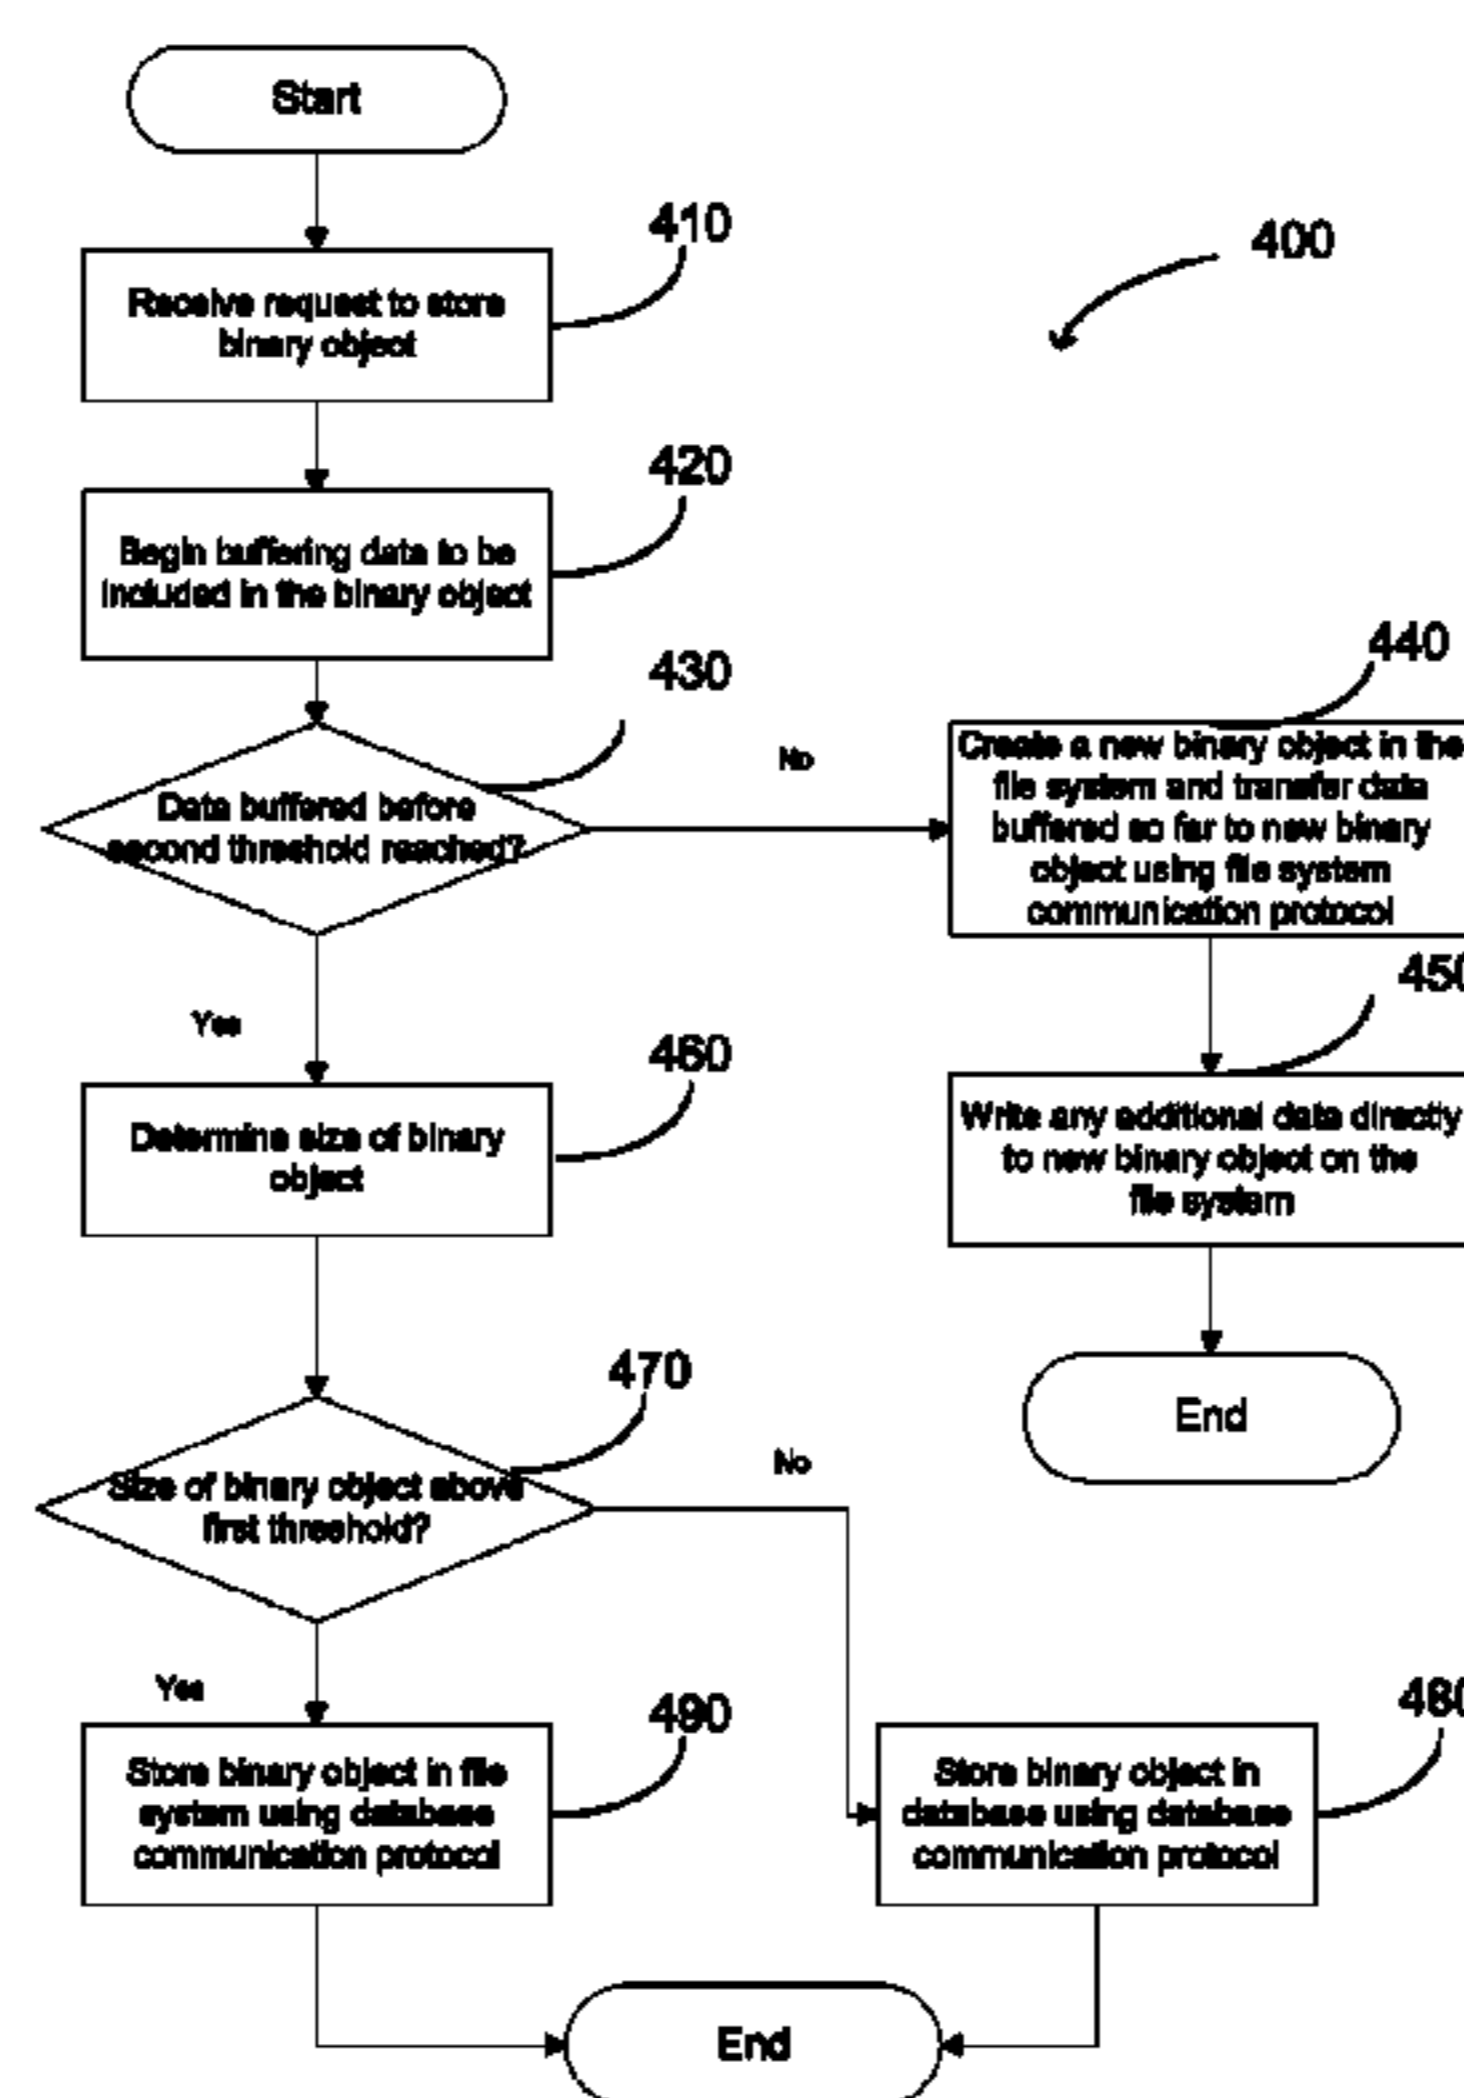 Start
410
400
Receive request to store
binary object
420
Begin buffering data to be
included in the binary object
430
440
No
Data buffered before
second threshold reached?
Create a new binary object in the
file system and transfer data
buffered so far to new binary
object using file system
communication protocol
450
Yes
460
Determine size of binary
object
Write any additional data directly
to new binary object on the
file system
470
End
No
Size of binary object above
first threshold?
Yes
490
480
Store binary object in file
system using database
communication protocol
Store binary object in
database using database
communication protocol
End